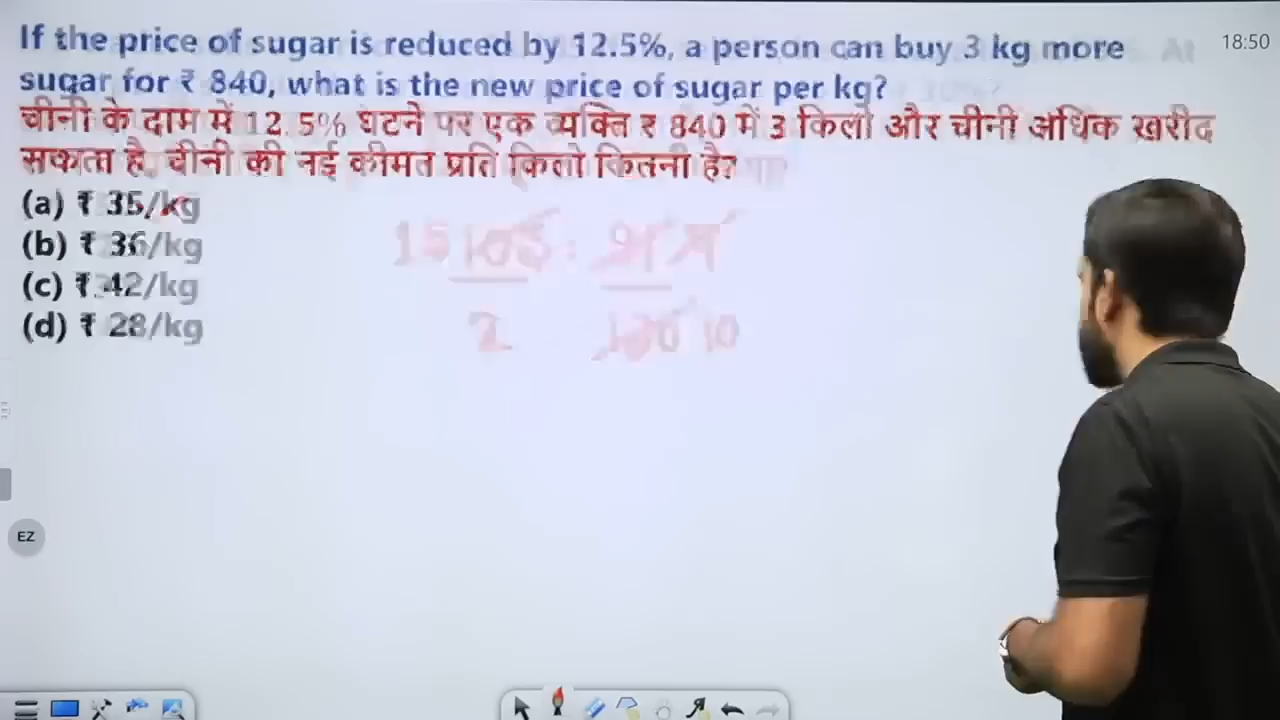 If the price of sugar is reduced by 12.5%, a person can buy 3 kg more
18:50
sugar for ₹ 840, what is the new price of sugar per kg?
चीनी के दाम में 12.5% घटने पर एक व्यक्ति ₹ 840 में 3 किलो और चीनी अधिक खरीद
सकता है, चीनी की नई कीमत प्रति किलो कितनी है?
(a) ₹ 35/kg
(b) ₹ 36/kg
(c) ₹ 42/kg
(d) ₹ 28/kg
EZ